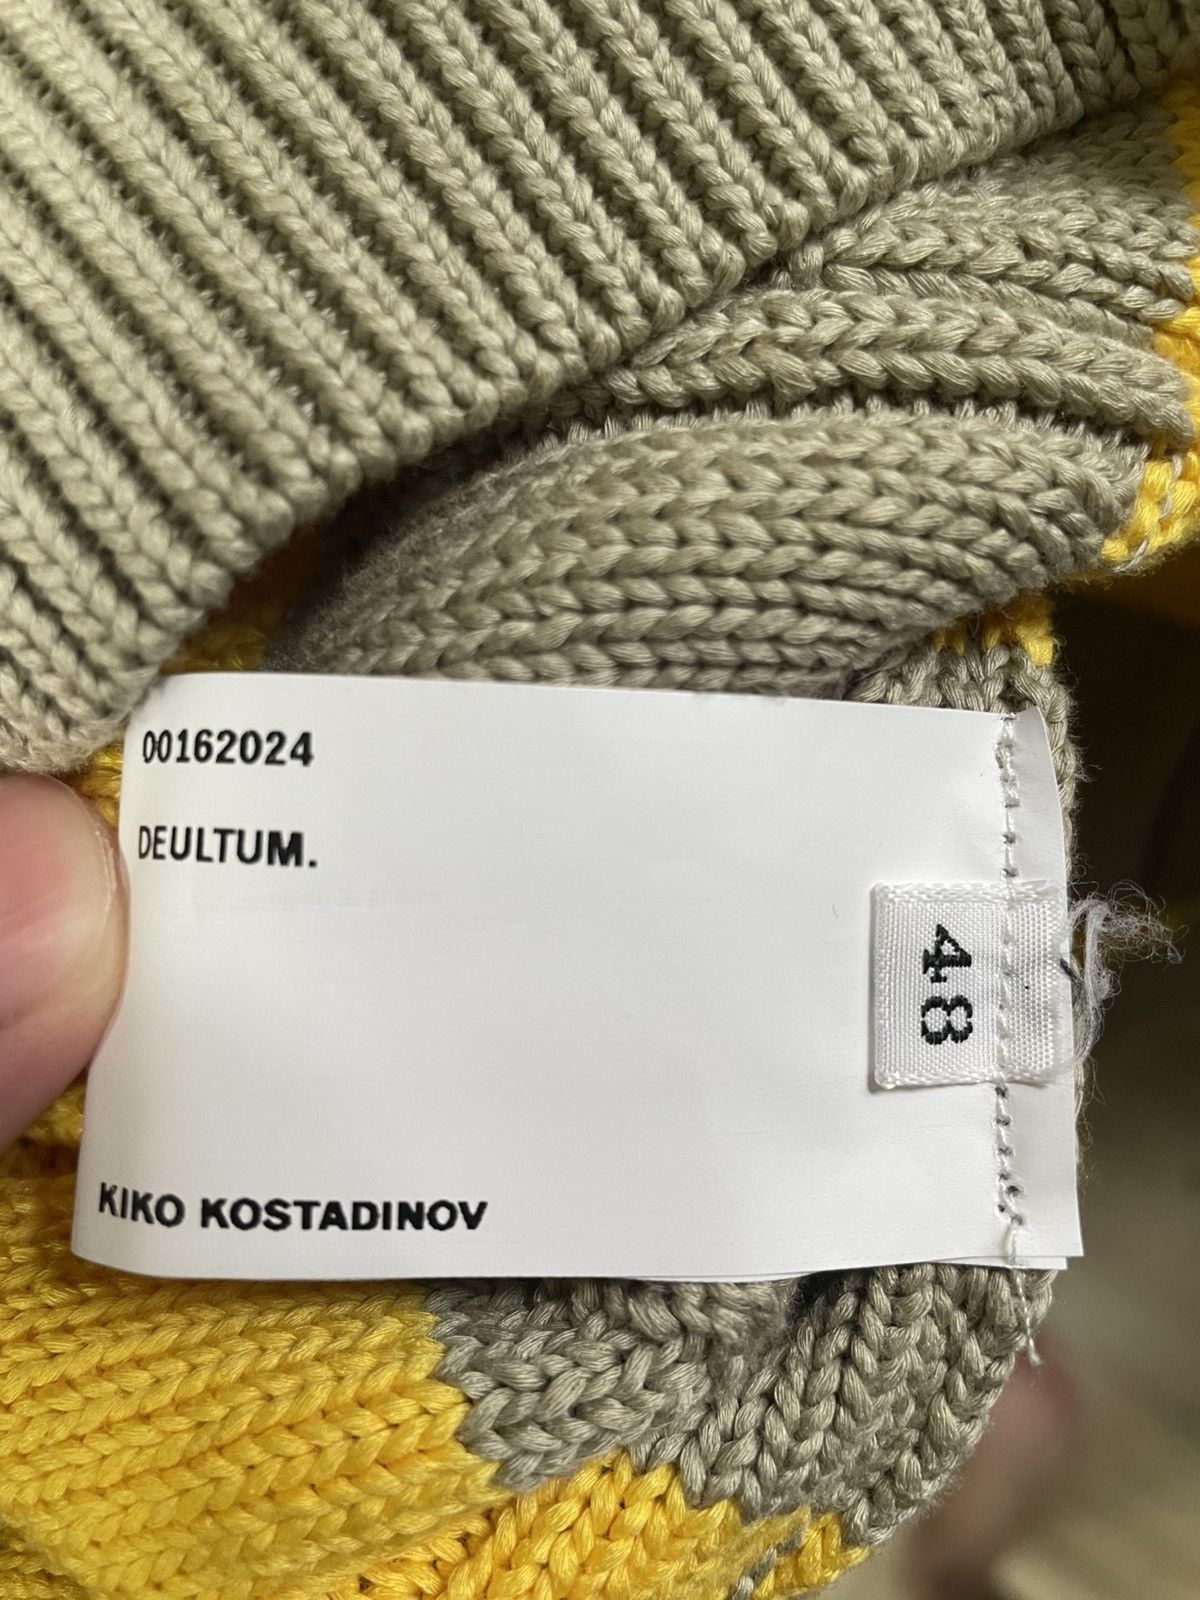 00162024
DEULTUM.
48
KIKO KOSTADINOV